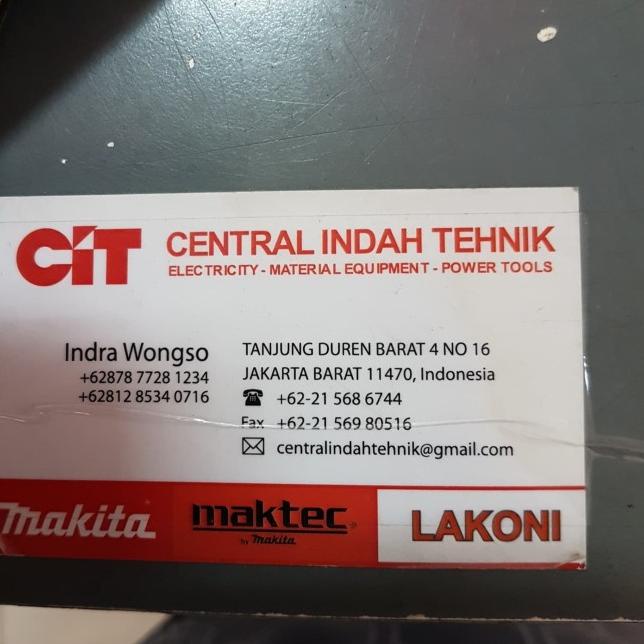 CiT CENTRAL INDAH TEHNIK
ELECTRICITY - MATERIAL EQUIPMENT - POWER TOOLS
Indra Wongso
+62878 7728 1234
+62812 8534 0716
TANJUNG DUREN BARAT 4 NO 16
JAKARTA BARAT 11470, Indonesia
☎ +62-21 568 6744
Fax +62-21 569 80516
✉ centralindahtehnik@gmail.com
makita
maktec
by makita
LAKONI